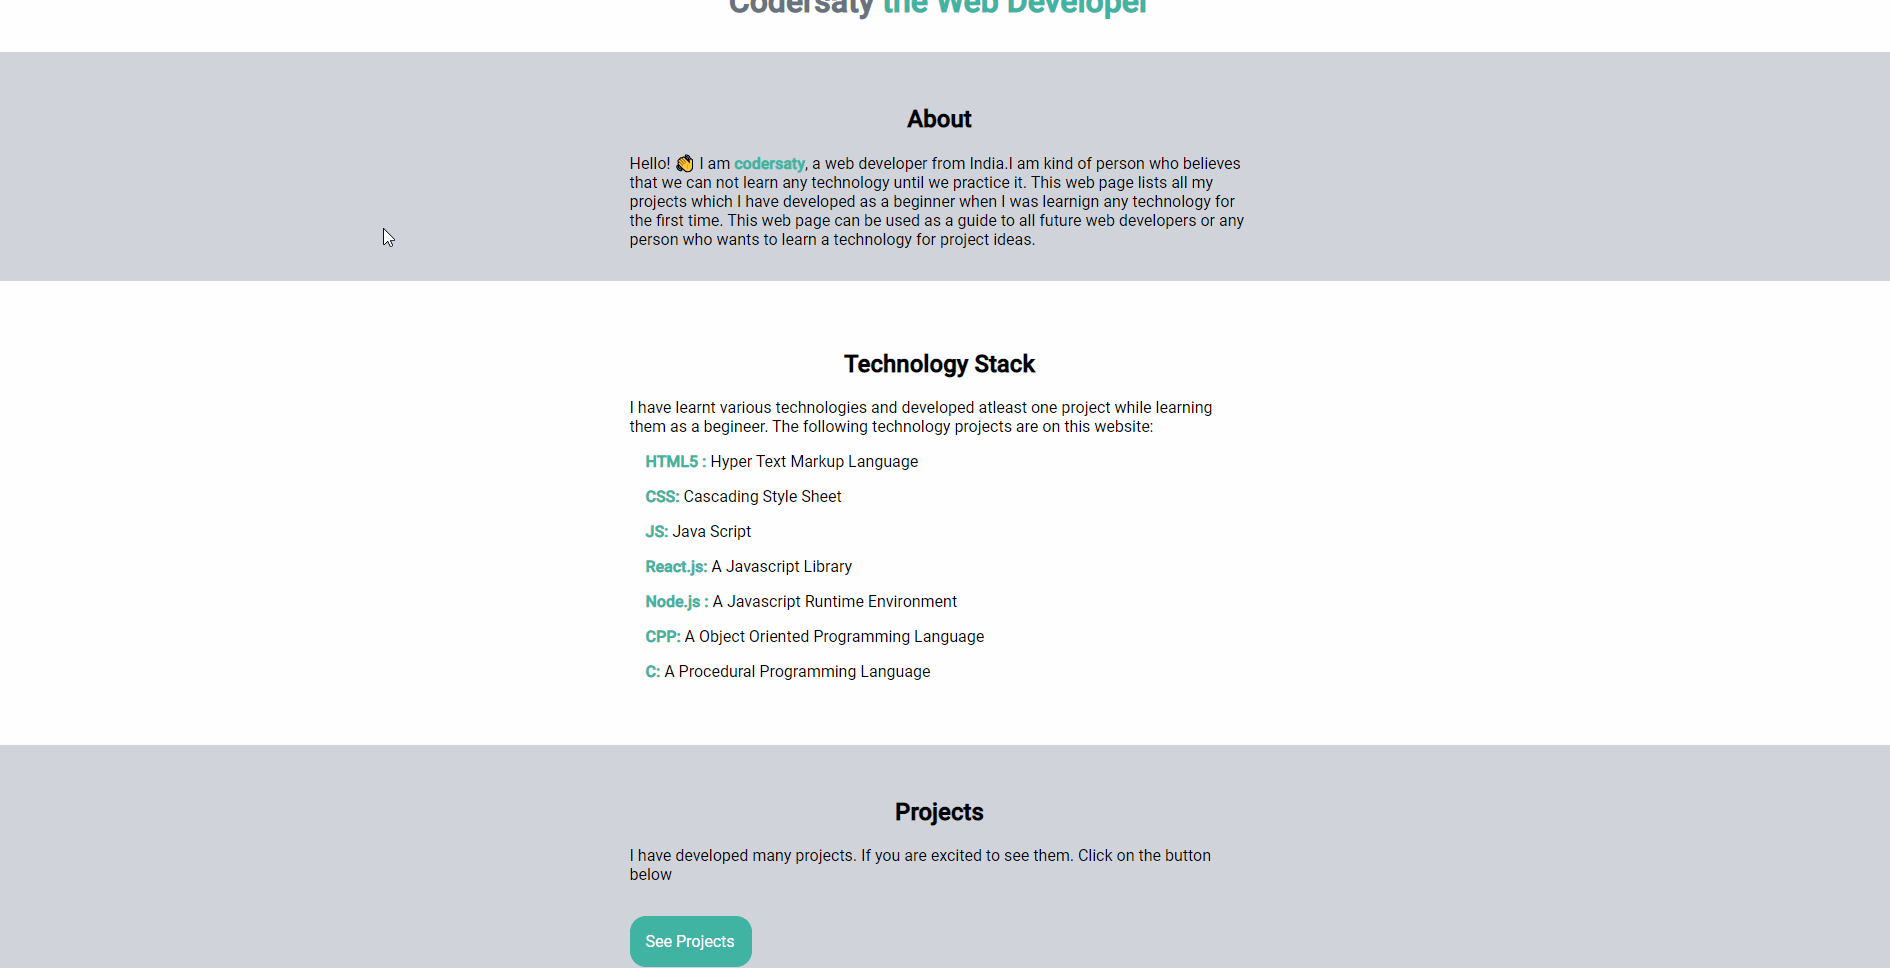 Codersaty the Web Developer
About
Hello! 👏 I am codersaty, a web developer from India.I am kind of person who believes
that we can not learn any technology until we practice it. This web page lists all my
projects which I have developed as a beginner when I was learnign any technology for
the first time. This web page can be used as a guide to all future web developers or any
person who wants to learn a technology for project ideas.
Technology Stack
I have learnt various technologies and developed atleast one project while learning
them as a begineer. The following technology projects are on this website:
HTML5 : Hyper Text Markup Language
CSS: Cascading Style Sheet
JS: Java Script
React.js: A Javascript Library
Node.js : A Javascript Runtime Environment
CPP: A Object Oriented Programming Language
C: A Procedural Programming Language
Projects
I have developed many projects. If you are excited to see them. Click on the button
below
See Projects